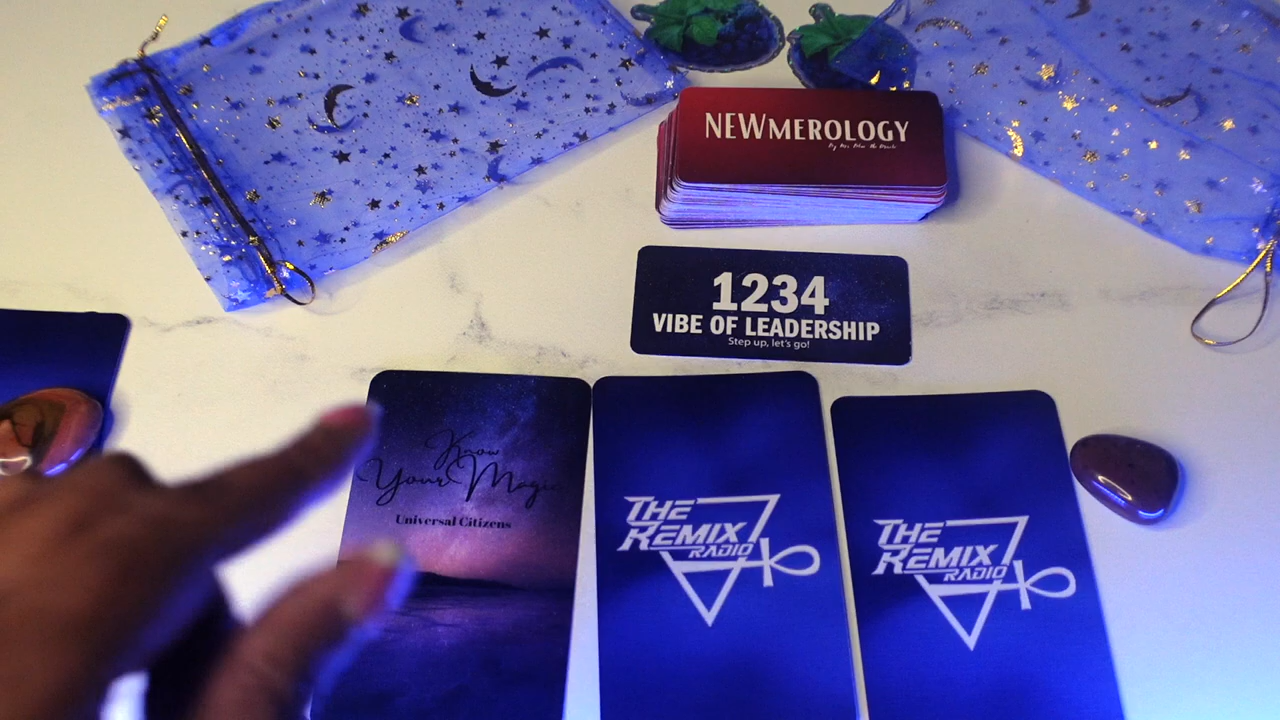 NEWMEROLOGY
1234
VIBE OF LEADERSHIP
Step up, let's go!
Know
Your Magic
Universal Citizens
THE
REMIX
RADIO
THE
REMIX
RADIO